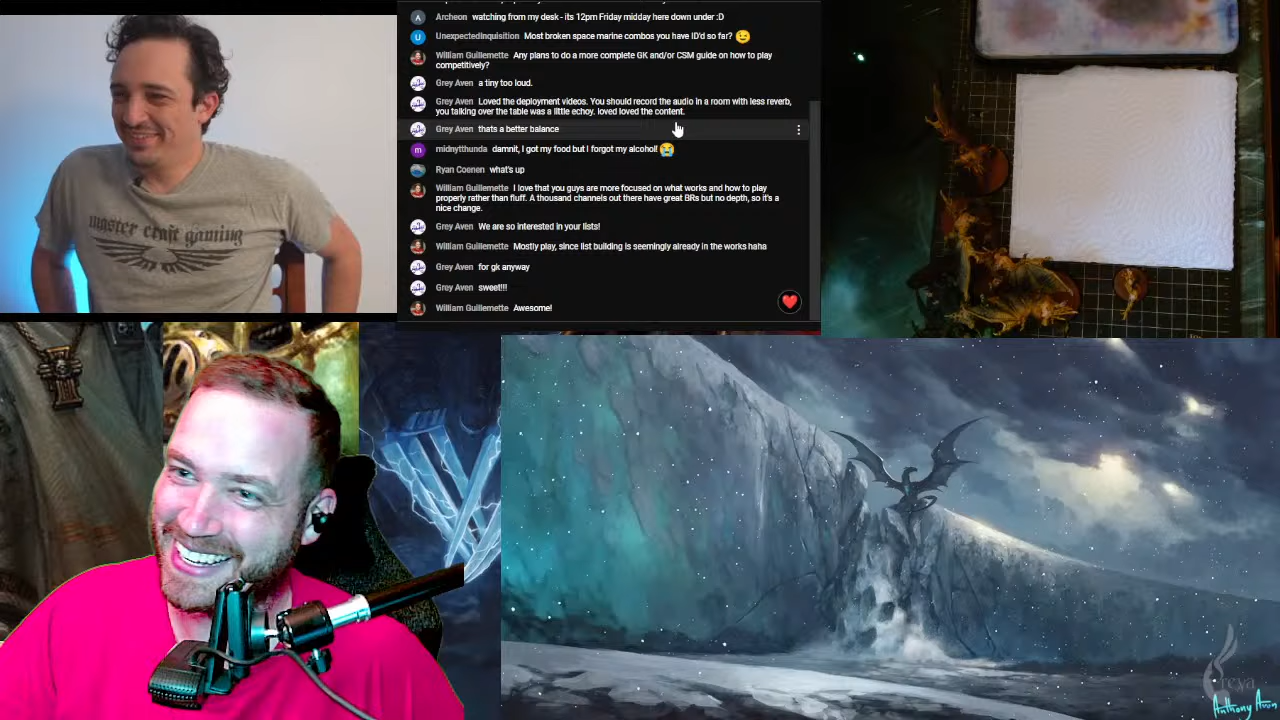 master craft gaming
A
Archeon watching from my desk - its 12pm Friday midday here down under :D
U
UnexpectedInquisition Most broken space marine combos you have ID'd so far? 😉
William Guillemette Any plans to do a more complete GK and/or CSM guide on how to play
competitively?
Grey Aven a tiny too loud.
Grey Aven Loved the deployment videos. You should record the audio in a room with less reverb,
you talking over the table was a little echoy. loved loved the content.
Grey Aven thats a better balance
m
midnytthunda damnit, I got my food but I forgot my alcohol! 😭
Ryan Coenen what's up
William Guillemette I love that you guys are more focused on what works and how to play
properly rather than fluff. A thousand channels out there have great BRs but no depth, so it's a
nice change.
Grey Aven We are so interested in your lists!
William Guillemette Mostly play, since list building is seemingly already in the works haha
Grey Aven for gk anyway
Grey Aven sweet!!!
William Guillemette Awesome!
Anthony Avon